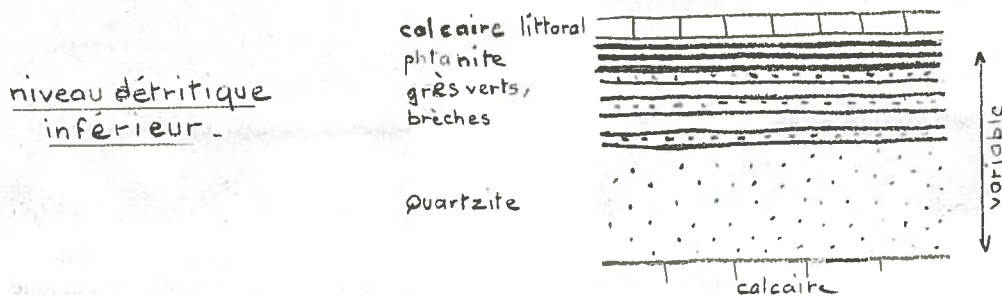 calcaire littoral
phtanite
niveau détritique
inférieur.
grès verts,
brèches
Quartzite
variable
calcaire